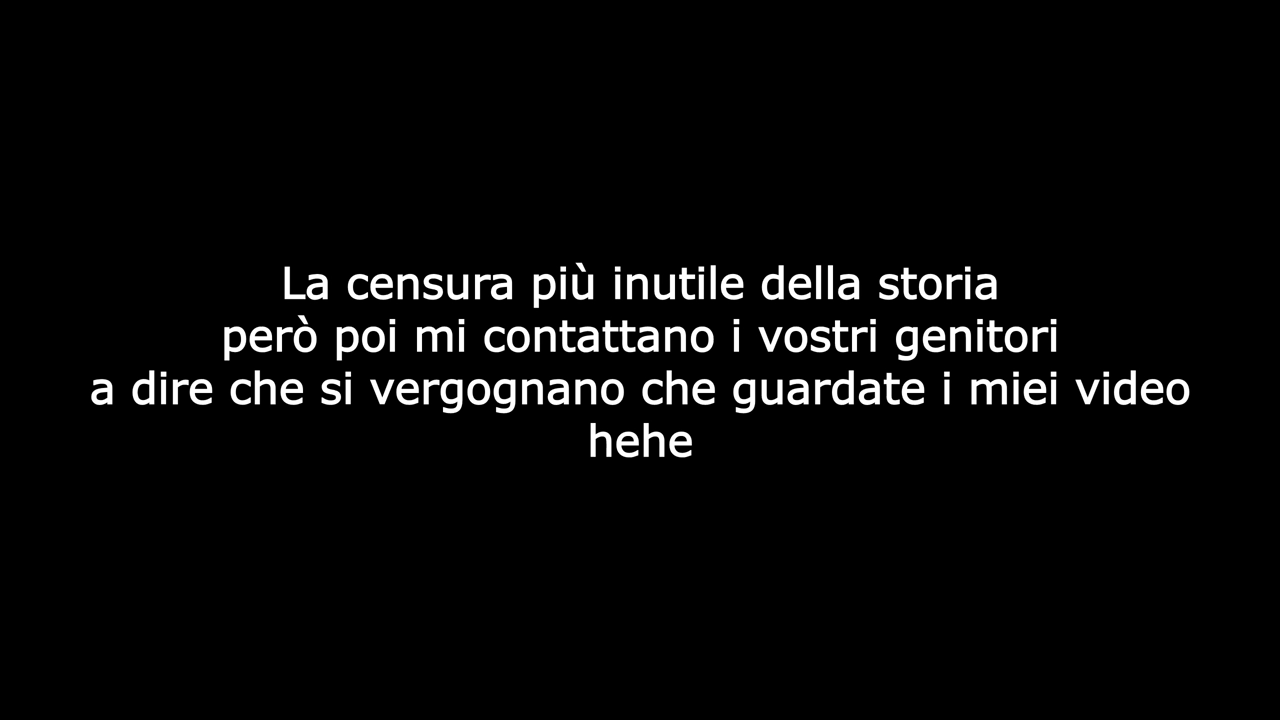 La censura più inutile della storia
però poi mi contattano i vostri genitori
a dire che si vergognano che guardate i miei video
hehe